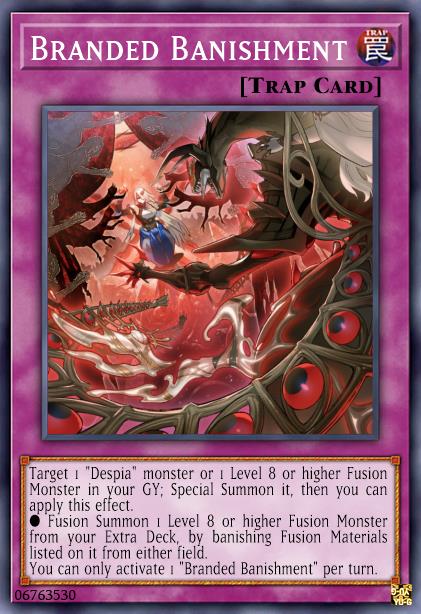 Branded Banishment
TRAP
罠
[Trap Card]
Target 1 "Despia" monster or 1 Level 8 or higher Fusion
Monster in your GY; Special Summon it, then you can
apply this effect.
● Fusion Summon 1 Level 8 or higher Fusion Monster
from your Extra Deck, by banishing Fusion Materials
listed on it from either field.
You can only activate 1 "Branded Banishment" per turn.
06763530